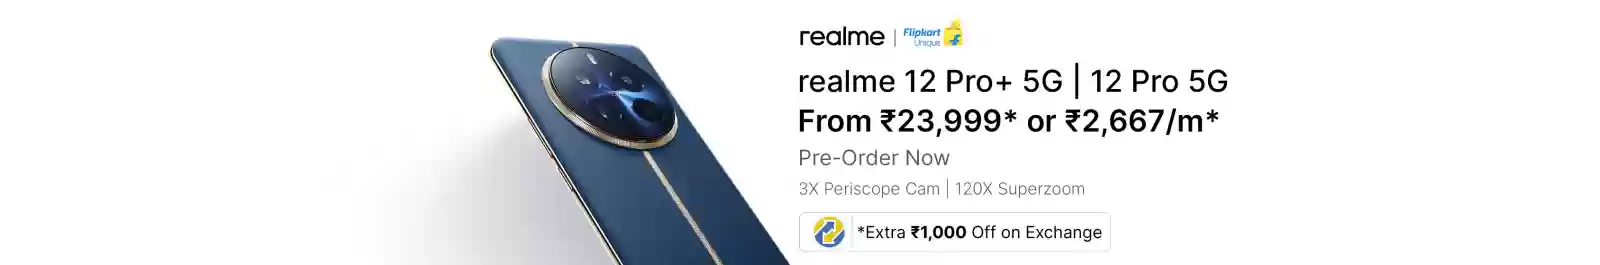 realme | Flipkart Unique
realme 12 Pro+ 5G | 12 Pro 5G
From ₹23,999* or ₹2,667/m*
Pre-Order Now
3X Periscope Cam | 120X Superzoom
*Extra ₹1,000 Off on Exchange